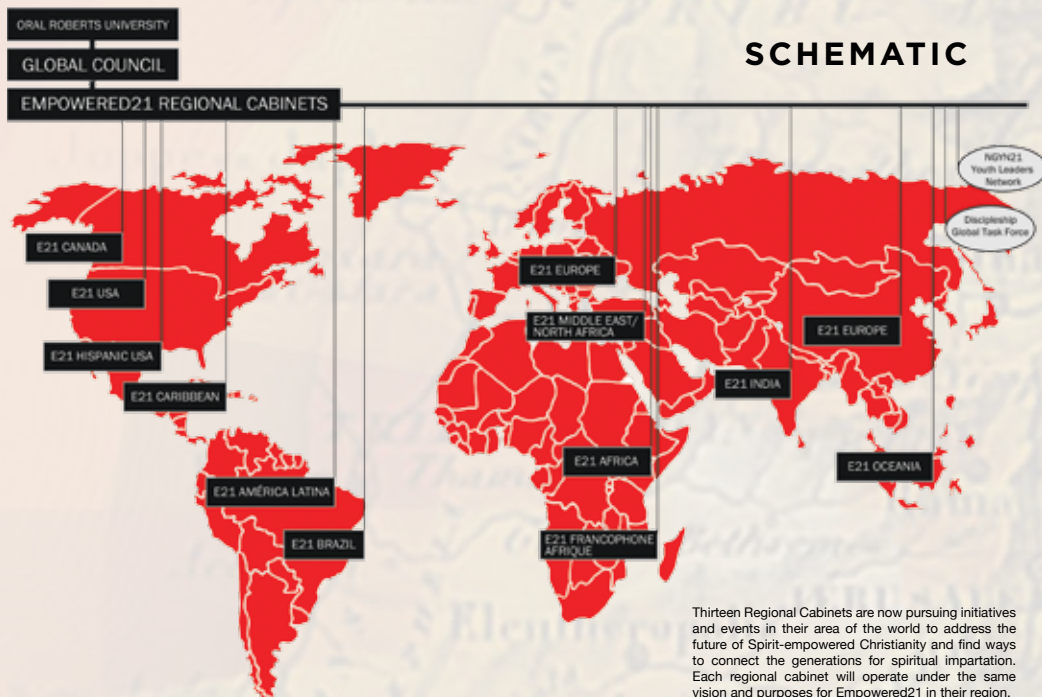 ORAL ROBERTS UNIVERSITY
SCHEMATIC
GLOBAL COUNCIL
EMPOWERED21 REGIONAL CABINETS
NGYN21
Youth Leaders
Network
Discipleship
Global Task Force
E21 CANADA
E21 USA
E21 HISPANIC USA
E21 CARIBBEAN
E21 AMÉRICA LATINA
E21 BRAZIL
E21 EUROPE
E21 MIDDLE EAST/
NORTH AFRICA
E21 AFRICA
E21 FRANCOPHONE
AFRIQUE
E21 INDIA
E21 EUROPE
E21 OCEANIA
Thirteen Regional Cabinets are now pursuing initiatives
and events in their area of the world to address the
future of Spirit-empowered Christianity and find ways
to connect the generations for spiritual impartation.
Each regional cabinet will operate under the same
vision and purposes for Empowered21 in their region.